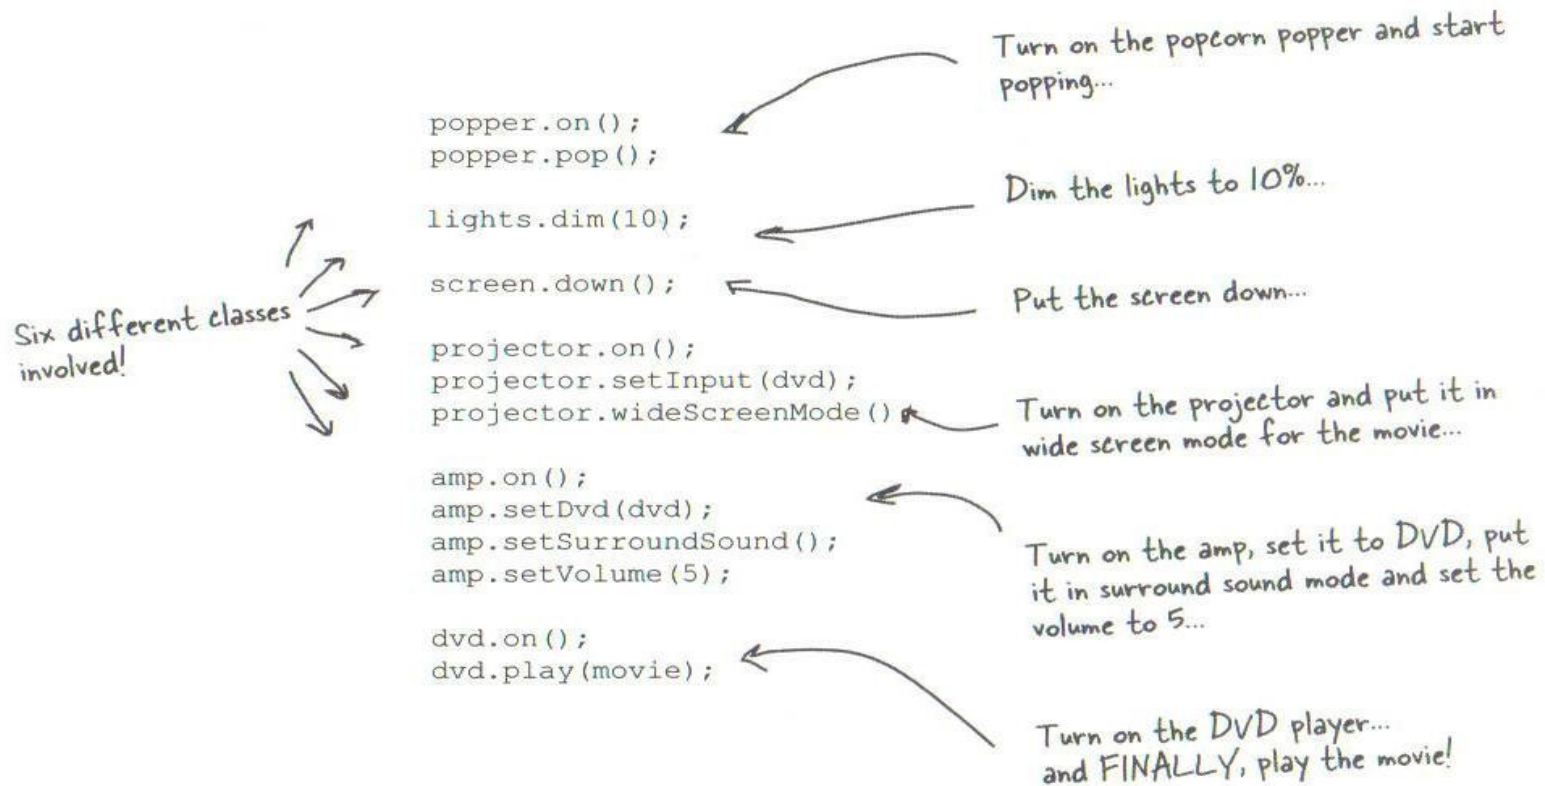 Turn on the popcorn popper and start
popping...
popper.on();
popper.pop();
Dim the lights to 10%...
lights.dim(10);
screen.down();
Put the screen down...
Six different classes
involved!
projector.on();
projector.setInput(dvd);
projector.wideScreenMode()
Turn on the projector and put it in
wide screen mode for the movie...
amp.on();
amp.setDvd(dvd);
amp.setSurroundSound();
amp.setVolume(5);
Turn on the amp, set it to DVD, put
it in surround sound mode and set the
volume to 5...
dvd.on();
dvd.play(movie);
Turn on the DVD player...
and FINALLY, play the movie!